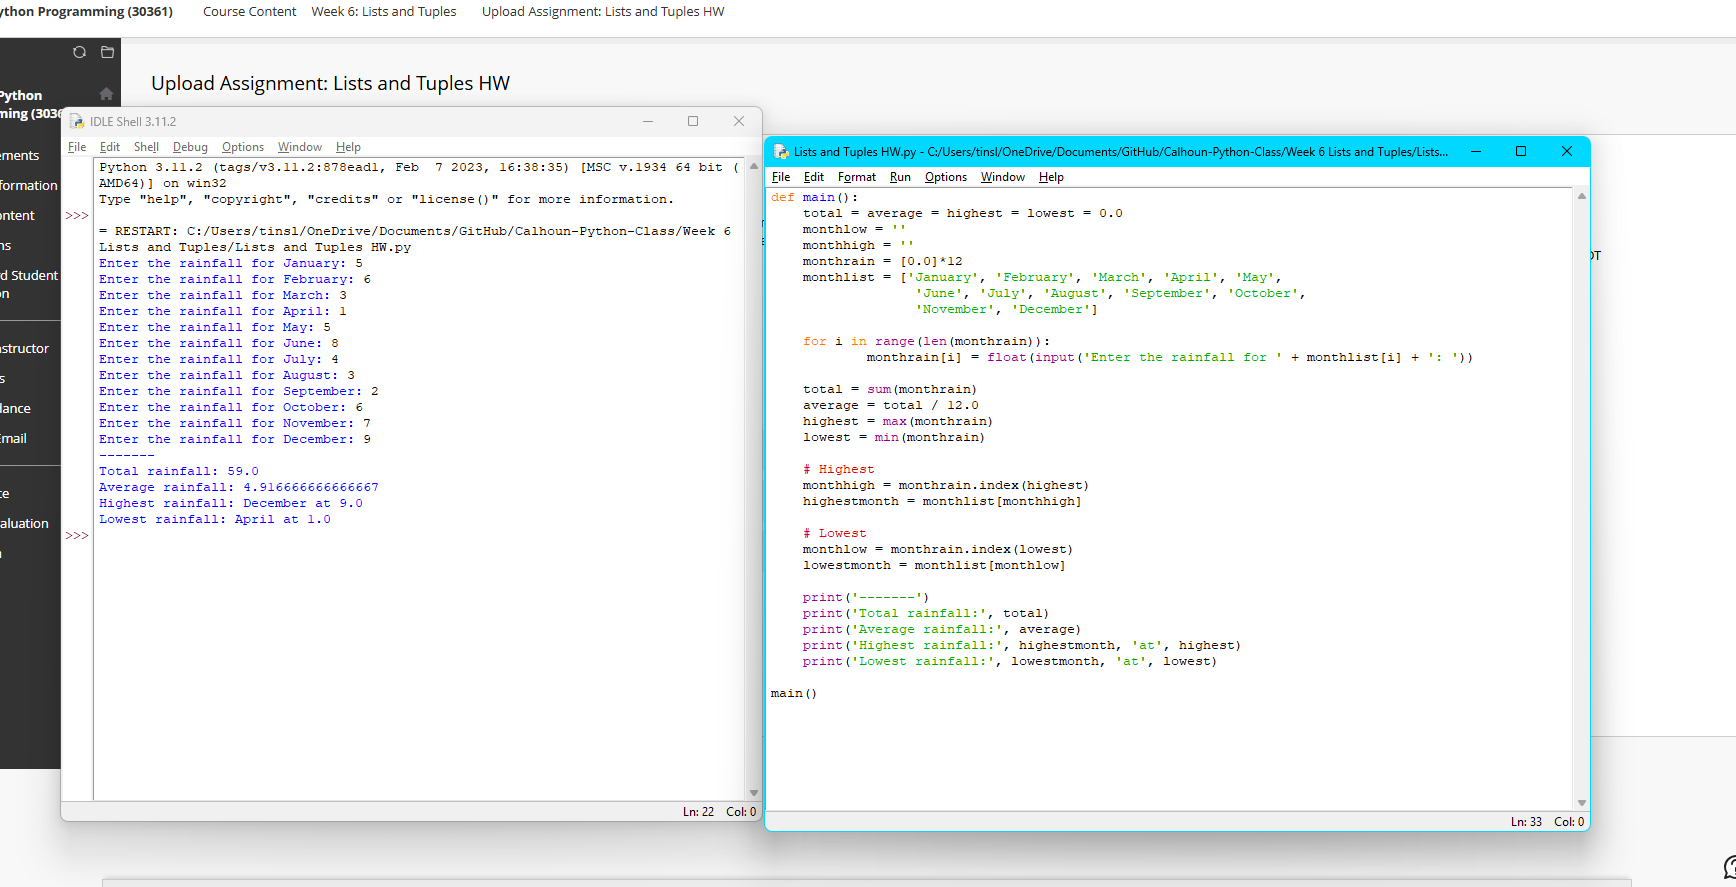 ython Programming (30361) Course Content Week 6: Lists and Tuples Upload Assignment: Lists and Tuples HW
Upload Assignment: Lists and Tuples HW
Python
ming (3036
ements
formation
ontent
ns
rd Student
on
nstructor
s
lance
Email
ce
aluation
IDLE Shell 3.11.2
File Edit Shell Debug Options Window Help
Python 3.11.2 (tags/v3.11.2:878ead1, Feb  7 2023, 16:38:35) [MSC v.1934 64 bit (
AMD64)] on win32
Type "help", "copyright", "credits" or "license()" for more information.
>>>
= RESTART: C:/Users/tinsl/OneDrive/Documents/GitHub/Calhoun-Python-Class/Week 6
Lists and Tuples/Lists and Tuples HW.py
Enter the rainfall for January: 5
Enter the rainfall for February: 6
Enter the rainfall for March: 3
Enter the rainfall for April: 1
Enter the rainfall for May: 5
Enter the rainfall for June: 8
Enter the rainfall for July: 4
Enter the rainfall for August: 3
Enter the rainfall for September: 2
Enter the rainfall for October: 6
Enter the rainfall for November: 7
Enter the rainfall for December: 9
-------
Total rainfall: 59.0
Average rainfall: 4.916666666666667
Highest rainfall: December at 9.0
Lowest rainfall: April at 1.0
>>>
Ln: 22 Col: 0
Lists and Tuples HW.py - C:/Users/tinsl/OneDrive/Documents/GitHub/Calhoun-Python-Class/Week 6 Lists and Tuples/Lists...
File Edit Format Run Options Window Help
def main():
    total = average = highest = lowest = 0.0
    monthlow = ''
    monthhigh = ''
    monthrain = [0.0]*12
    monthlist = ['January', 'February', 'March', 'April', 'May',
                  'June', 'July', 'August', 'September', 'October',
                  'November', 'December']
    for i in range(len(monthrain)):
            monthrain[i] = float(input('Enter the rainfall for ' + monthlist[i] + ': '))
    total = sum(monthrain)
    average = total / 12.0
    highest = max(monthrain)
    lowest = min(monthrain)
    # Highest
    monthhigh = monthrain.index(highest)
    highestmonth = monthlist[monthhigh]
    # Lowest
    monthlow = monthrain.index(lowest)
    lowestmonth = monthlist[monthlow]
    print('-------')
    print('Total rainfall:', total)
    print('Average rainfall:', average)
    print('Highest rainfall:', highestmonth, 'at', highest)
    print('Lowest rainfall:', lowestmonth, 'at', lowest)
main()
Ln: 33 Col: 0